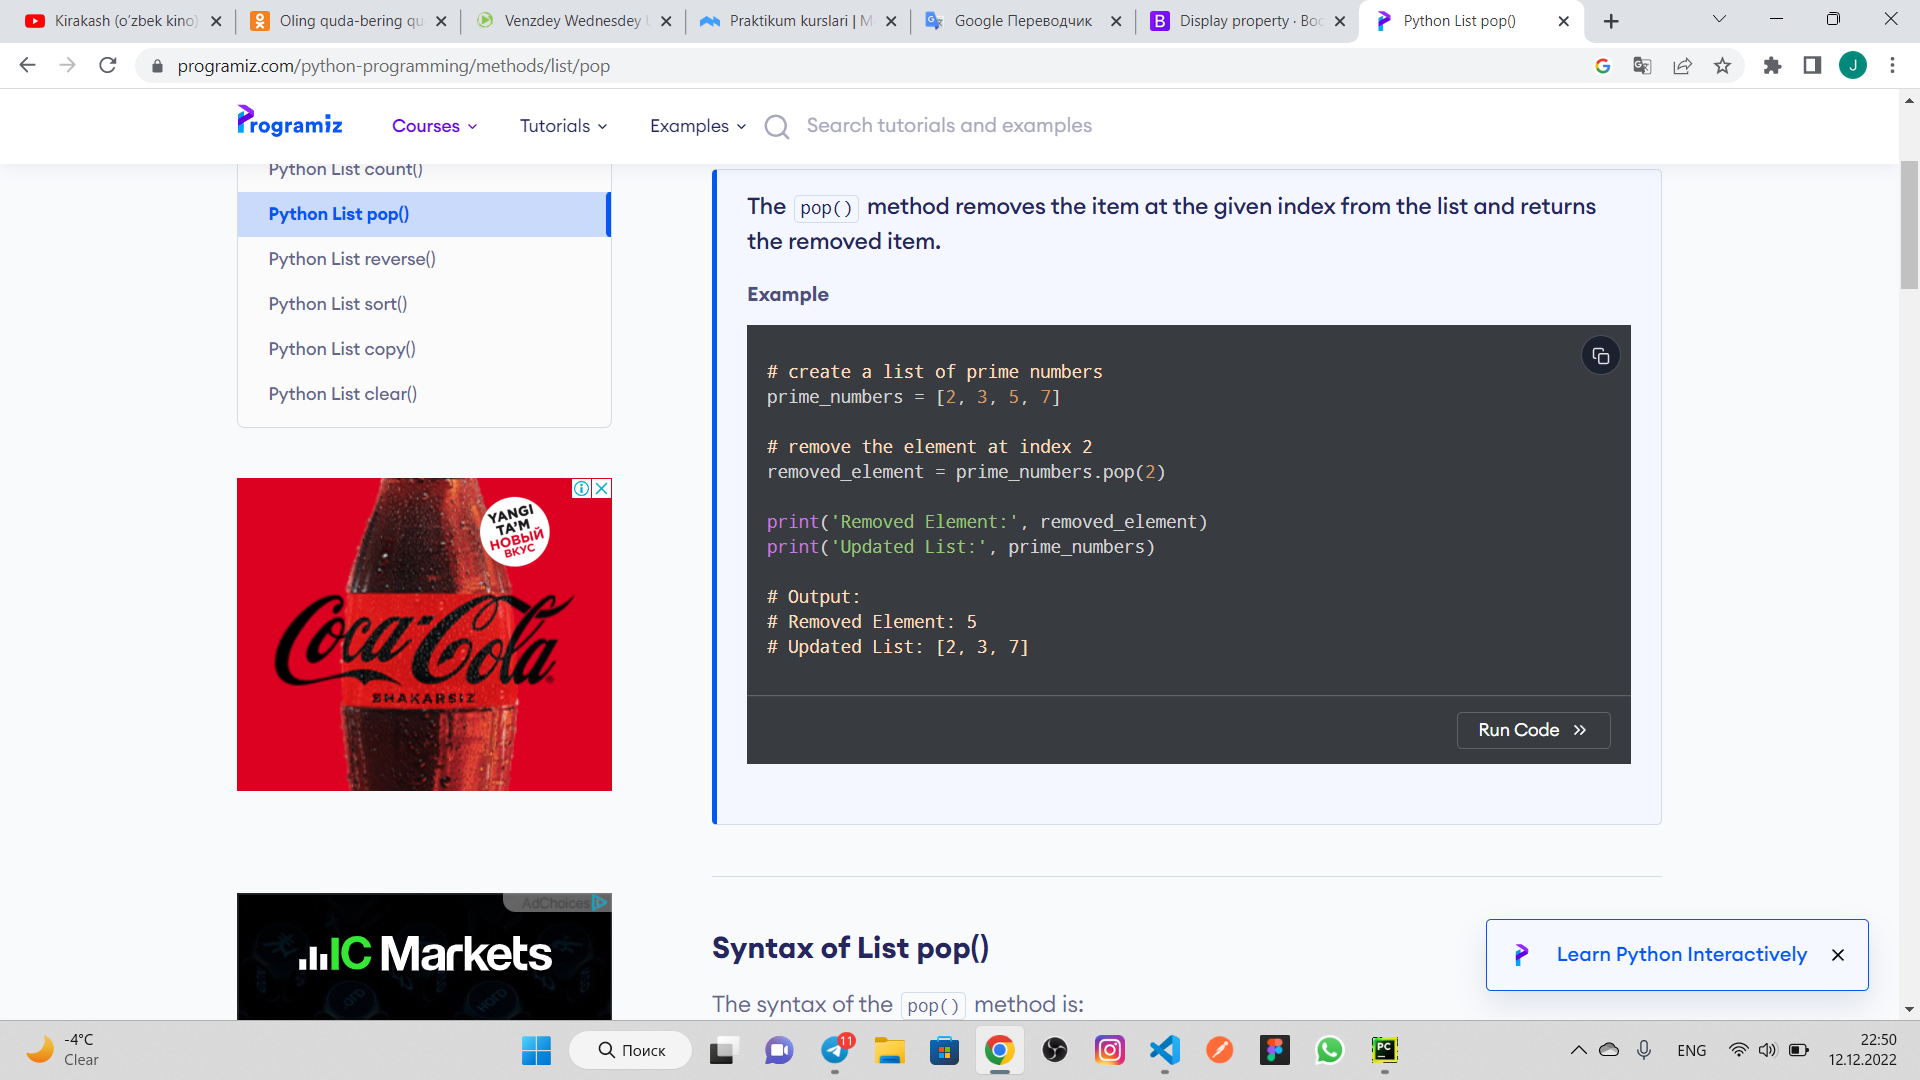 Kirakash (o'zbek kino)
Oling quda-bering qu
Venzdey Wednesdey
Praktikum kurslari | M
Google Переводчик
Display property · Boo
Python List pop()
programiz.com/python-programming/methods/list/pop
J
Programiz
Courses
Tutorials
Examples
Search tutorials and examples
Python List count()
Python List pop()
Python List reverse()
Python List sort()
Python List copy()
Python List clear()
YANGI
TA'M
НОВЫЙ
ВКУС
Coca-Cola
SHAKARSIZ
AdChoices
IC Markets
The pop() method removes the item at the given index from the list and returns
the removed item.
Example
# create a list of prime numbers
prime_numbers = [2, 3, 5, 7]
# remove the element at index 2
removed_element = prime_numbers.pop(2)
print('Removed Element:', removed_element)
print('Updated List:', prime_numbers)
# Output:
# Removed Element: 5
# Updated List: [2, 3, 7]
Run Code »
Syntax of List pop()
The syntax of the pop() method is:
Learn Python Interactively
-4°C
Clear
Поиск
11
PC
ENG
22:50
12.12.2022